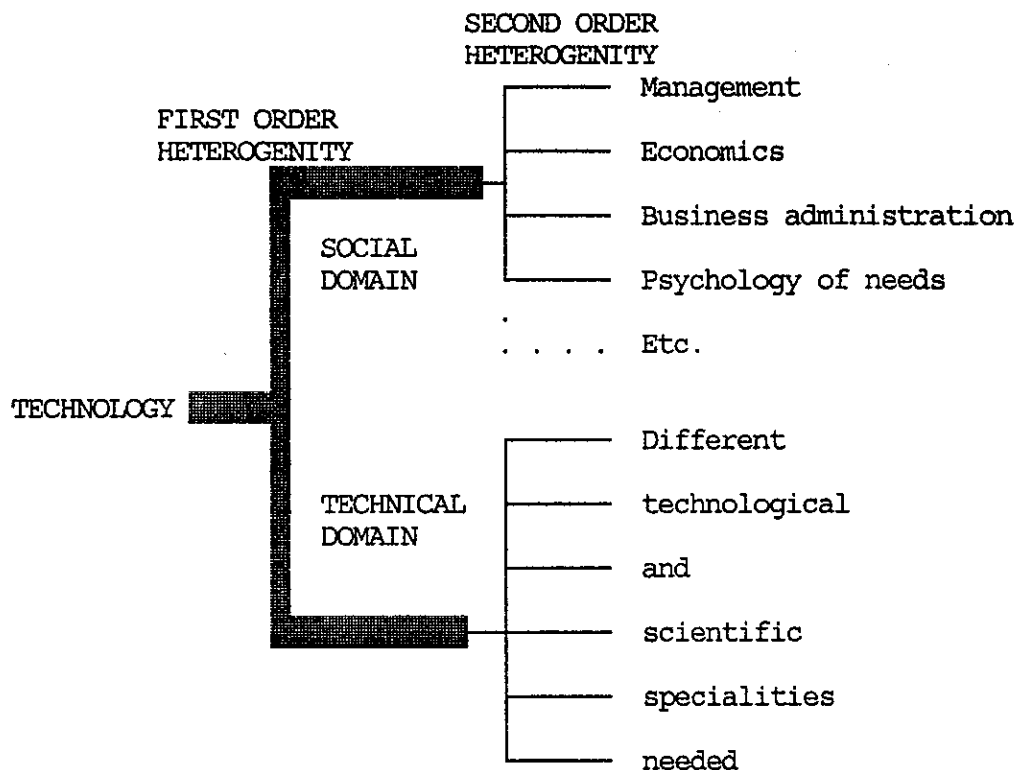 SECOND ORDER
HETEROGENITY
Management
FIRST ORDER
HETEROGENITY
Economics
Business administration
SOCIAL
DOMAIN
Psychology of needs
. . . . Etc.
TECHNOLOGY
Different
TECHNICAL
DOMAIN
technological
and
scientific
specialities
needed